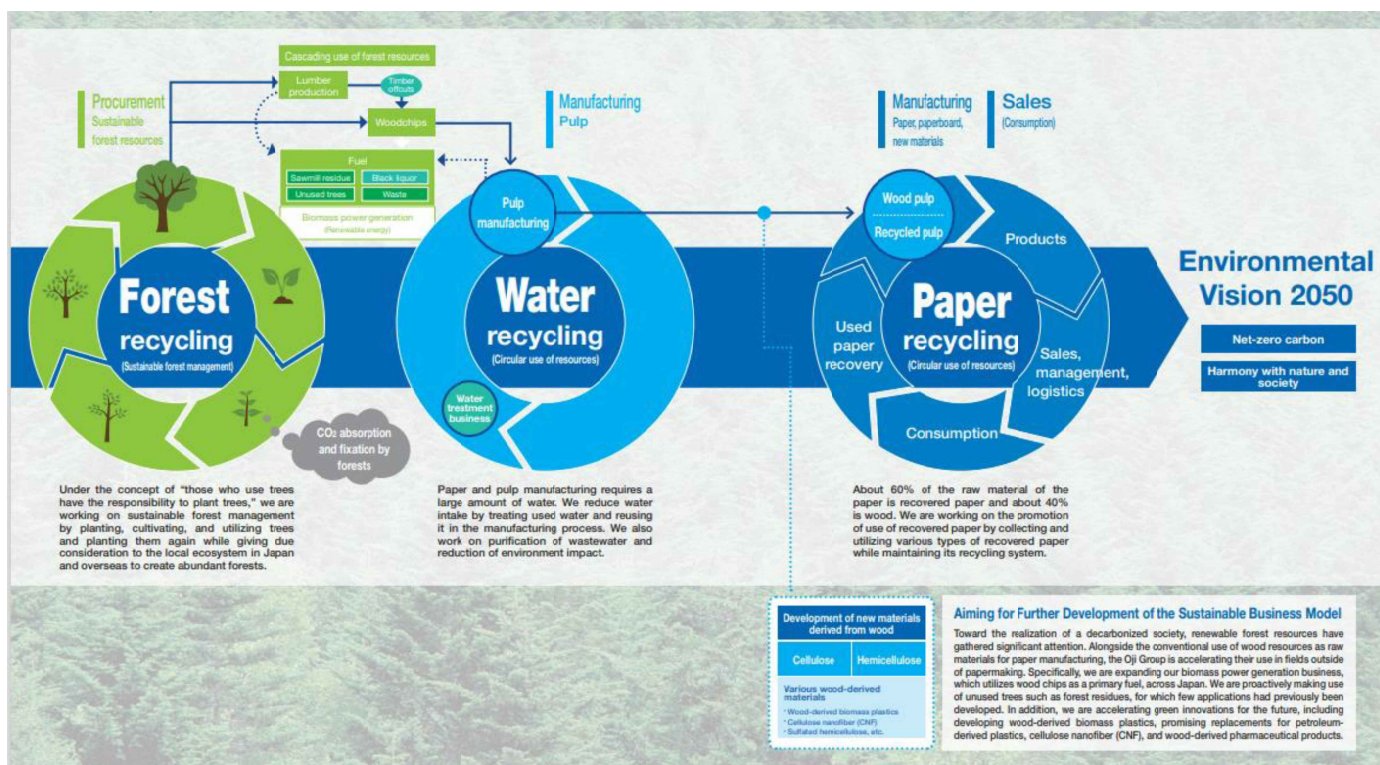 Cascading use of forest resources
Lumber
production
Timber
offcuts
Woodchips
Procurement
Sustainable
forest resources
Fuel
Sawmill residue
Black liquor
Unused trees
Waste
Biomass power generation
(Renewable energy)
Manufacturing
Pulp
Manufacturing
Paper, paperboard,
new materials
Sales
(Consumption)
Forest
recycling
(Sustainable forest management)
CO₂ absorption
and fixation by
forests
Pulp
manufacturing
Water
recycling
(Circular use of resources)
Water
treatment
business
Wood pulp
Recycled pulp
Products
Paper
recycling
(Circular use of resources)
Used
paper
recovery
Sales,
management,
logistics
Consumption
Environmental
Vision 2050
Net-zero carbon
Harmony with nature and
society
Under the concept of "those who use trees
have the responsibility to plant trees," we are
working on sustainable forest management
by planting, cultivating, and utilizing trees
and planting them again while giving due
consideration to the local ecosystem in Japan
and overseas to create abundant forests.
Paper and pulp manufacturing requires a
large amount of water. We reduce water
intake by treating used water and reusing
it in the manufacturing process. We also
work on purification of wastewater and
reduction of environment impact.
About 60% of the raw material of the
paper is recovered paper and about 40%
is wood. We are working on the promotion
of use of recovered paper by collecting and
utilizing various types of recovered paper
while maintaining its recycling system.
Development of new materials
derived from wood
Cellulose
Hemicellulose
Various wood-derived
materials
・Wood-derived biomass plastics
・Cellulose nanofiber (CNF)
・Sulfated hemicellulose, etc.
Aiming for Further Development of the Sustainable Business Model
Toward the realization of a decarbonized society, renewable forest resources have
gathered significant attention. Alongside the conventional use of wood resources as raw
materials for paper manufacturing, the Oji Group is accelerating their use in fields outside
of papermaking. Specifically, we are expanding our biomass power generation business,
which utilizes wood chips as a primary fuel, across Japan. We are proactively making use
of unused trees such as forest residues, for which few applications had previously been
developed. In addition, we are accelerating green innovations for the future, including
developing wood-derived biomass plastics, promising replacements for petroleum-
derived plastics, cellulose nanofiber (CNF), and wood-derived pharmaceutical products.